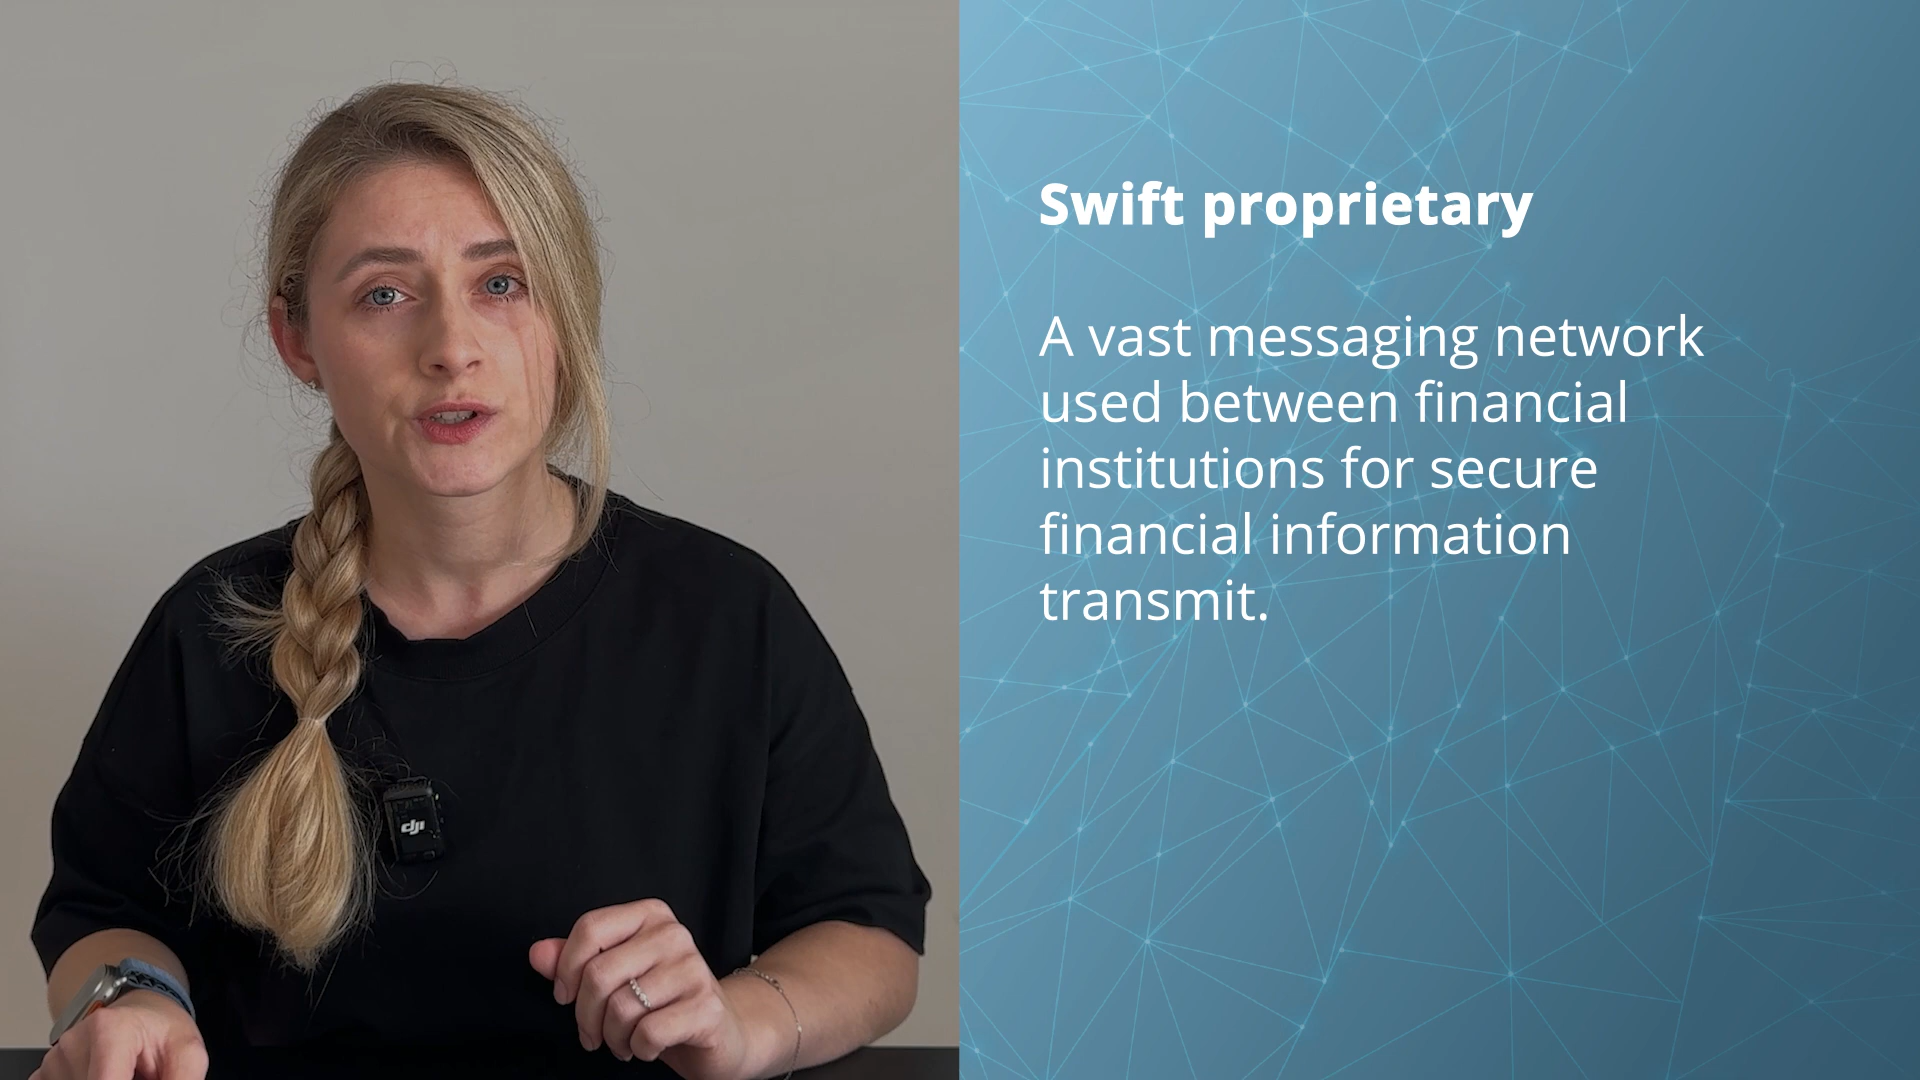 Swift proprietary
A vast messaging network
used between financial
institutions for secure
financial information
transmit.
dji